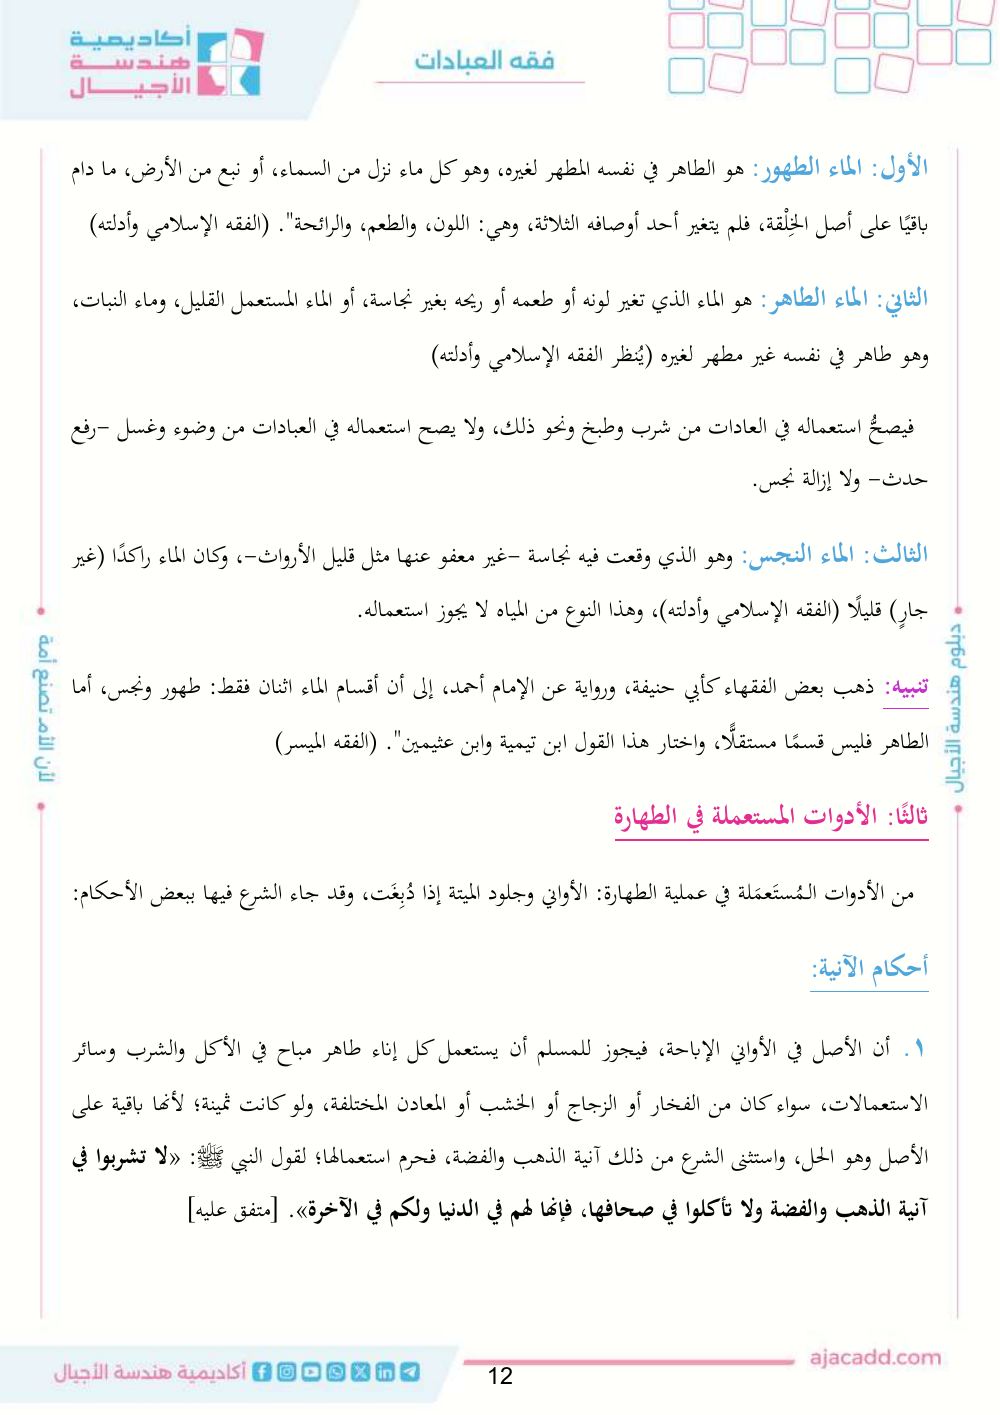 أكاديمية
هندسة
الأجيال
فقه العبادات
الأول: الماء الطهور: هو الطاهر في نفسه المطهر لغيره، وهو كل ماء نزل من السماء، أو نبع من الأرض، ما دام
باقيًا على أصل الخِلْقة، فلم يتغير أحد أوصافه الثلاثة، وهي: اللون، والطعم، والرائحة". (الفقه الإسلامي وأدلته)
الثاني: الماء الطاهر: هو الماء الذي تغير لونه أو طعمه أو ريحه بغير نجاسة، أو الماء المستعمل القليل، وماء النبات،
وهو طاهر في نفسه غير مطهر لغيره (يُنظر الفقه الإسلامي وأدلته)
فيصحُّ استعماله في العادات من شرب وطبخ ونحو ذلك، ولا يصح استعماله في العبادات من وضوء وغسل –رفع
حدث– ولا إزالة نجس.
الثالث: الماء النجس: وهو الذي وقعت فيه نجاسة –غير معفو عنها مثل قليل الأرواث–، وكان الماء راكدًا (غير
جارٍ) قليلًا (الفقه الإسلامي وأدلته)، وهذا النوع من المياه لا يجوز استعماله.
تنبيه: ذهب بعض الفقهاء كأبي حنيفة، ورواية عن الإمام أحمد، إلى أن أقسام الماء اثنان فقط: طهور ونجس، أما
الطاهر فليس قسمًا مستقلًّا، واختار هذا القول ابن تيمية وابن عثيمين". (الفقه الميسر)
ثالثًا: الأدوات المستعملة في الطهارة
من الأدوات المُستَعمَلة في عملية الطهارة: الأواني وجلود الميتة إذا دُبِغَت، وقد جاء الشرع فيها ببعض الأحكام:
أحكام الآنية:
١. أن الأصل في الأواني الإباحة، فيجوز للمسلم أن يستعمل كل إناء طاهر مباح في الأكل والشرب وسائر
الاستعمالات، سواء كان من الفخار أو الزجاج أو الخشب أو المعادن المختلفة، ولو كانت ثمينة؛ لأنها باقية على
الأصل وهو الحل، واستثنى الشرع من ذلك آنية الذهب والفضة، فحرم استعمالها؛ لقول النبي ﷺ: «لا تشربوا في
آنية الذهب والفضة ولا تأكلوا في صحافها، فإنها لهم في الدنيا ولكم في الآخرة». [متفق عليه]
دبلوم هندسة الأجيال
لأن الأم تصنع أمة
أكاديمية هندسة الأجيال
12
ajacadd.com